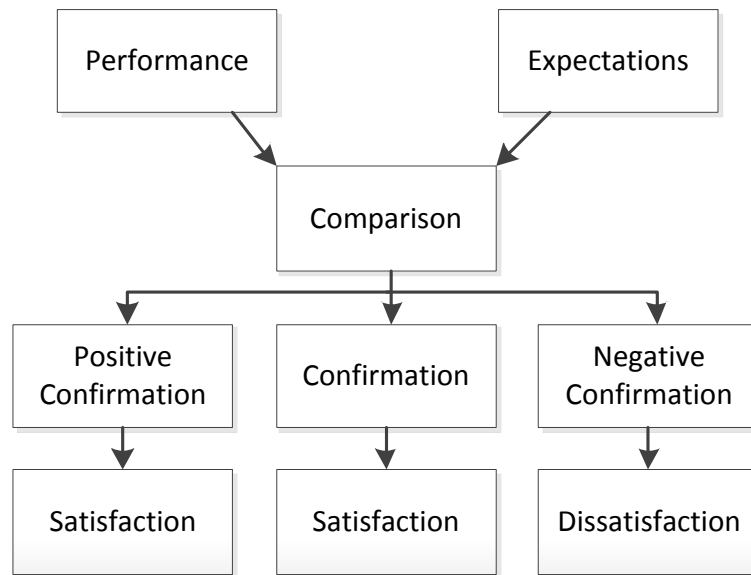 Performance
Expectations
Comparison
Positive
Confirmation
Confirmation
Negative
Confirmation
Satisfaction
Satisfaction
Dissatisfaction